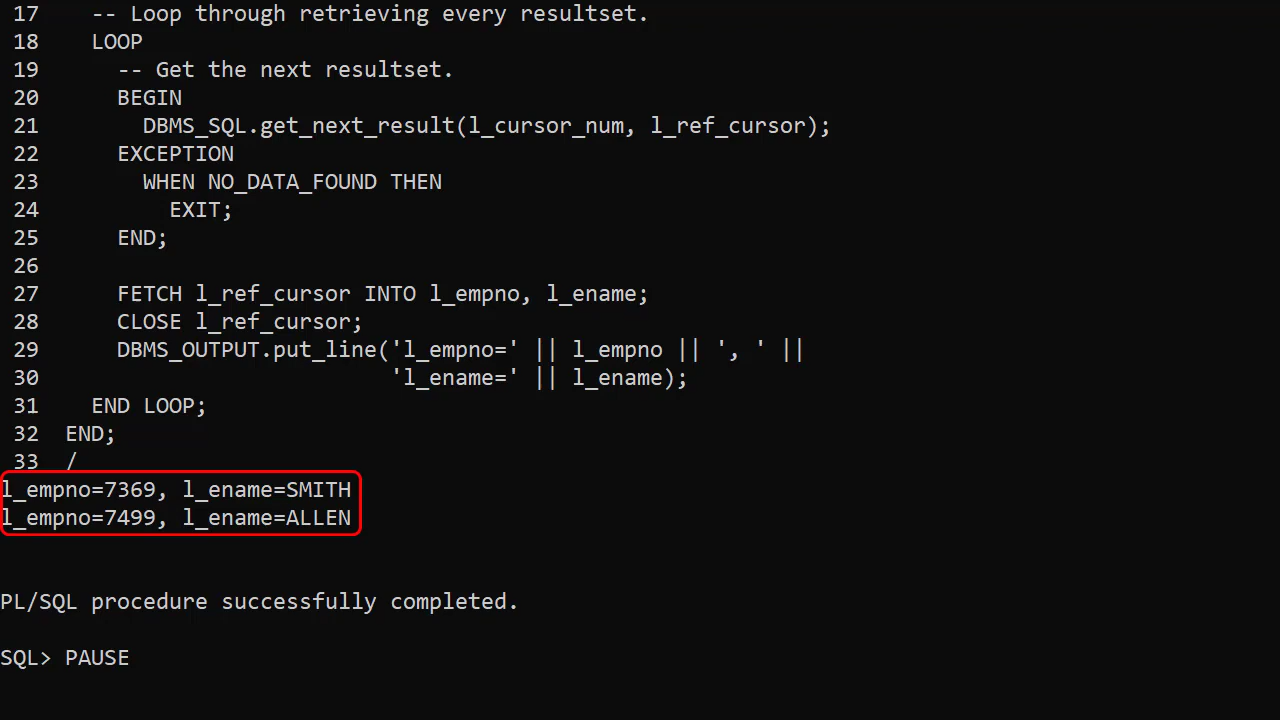 17    -- Loop through retrieving every resultset.
18    LOOP
19      -- Get the next resultset.
20      BEGIN
21        DBMS_SQL.get_next_result(l_cursor_num, l_ref_cursor);
22      EXCEPTION
23        WHEN NO_DATA_FOUND THEN
24          EXIT;
25      END;
26
27      FETCH l_ref_cursor INTO l_empno, l_ename;
28      CLOSE l_ref_cursor;
29      DBMS_OUTPUT.put_line('l_empno=' || l_empno || ', ' ||
30                           'l_ename=' || l_ename);
31    END LOOP;
32  END;
33  /
l_empno=7369, l_ename=SMITH
l_empno=7499, l_ename=ALLEN
PL/SQL procedure successfully completed.
SQL> PAUSE